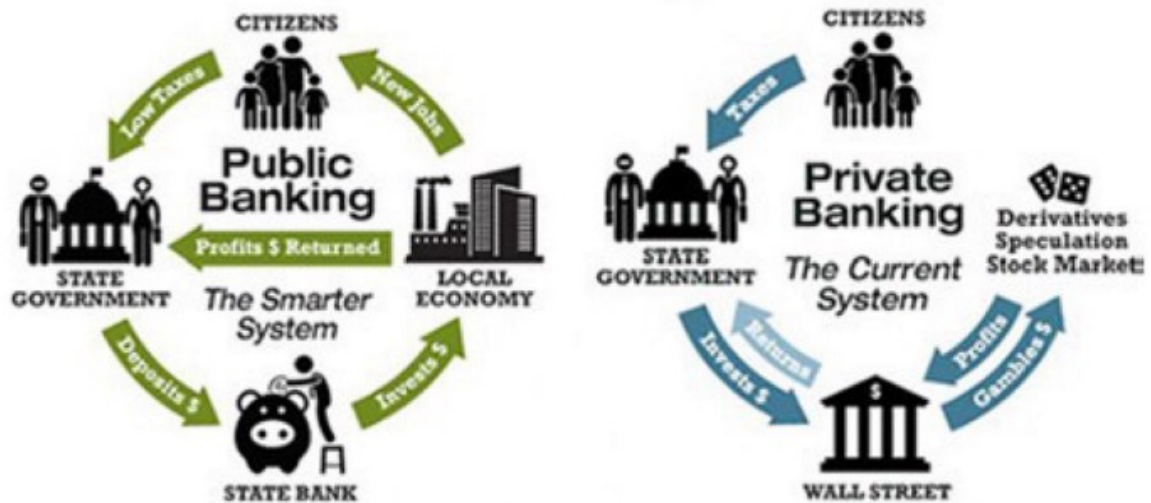 CITIZENS
Low Taxes
New Jobs
Public
Banking
Profits $ Returned
STATE
GOVERNMENT
LOCAL
ECONOMY
The Smarter
System
Deposits $
Invests $
STATE BANK
CITIZENS
Taxes
Private
Banking
STATE
GOVERNMENT
Derivatives
Speculation
Stock Market!
The Current
System
Invests $
Returns
Profits
Gambles $
$
WALL STREET